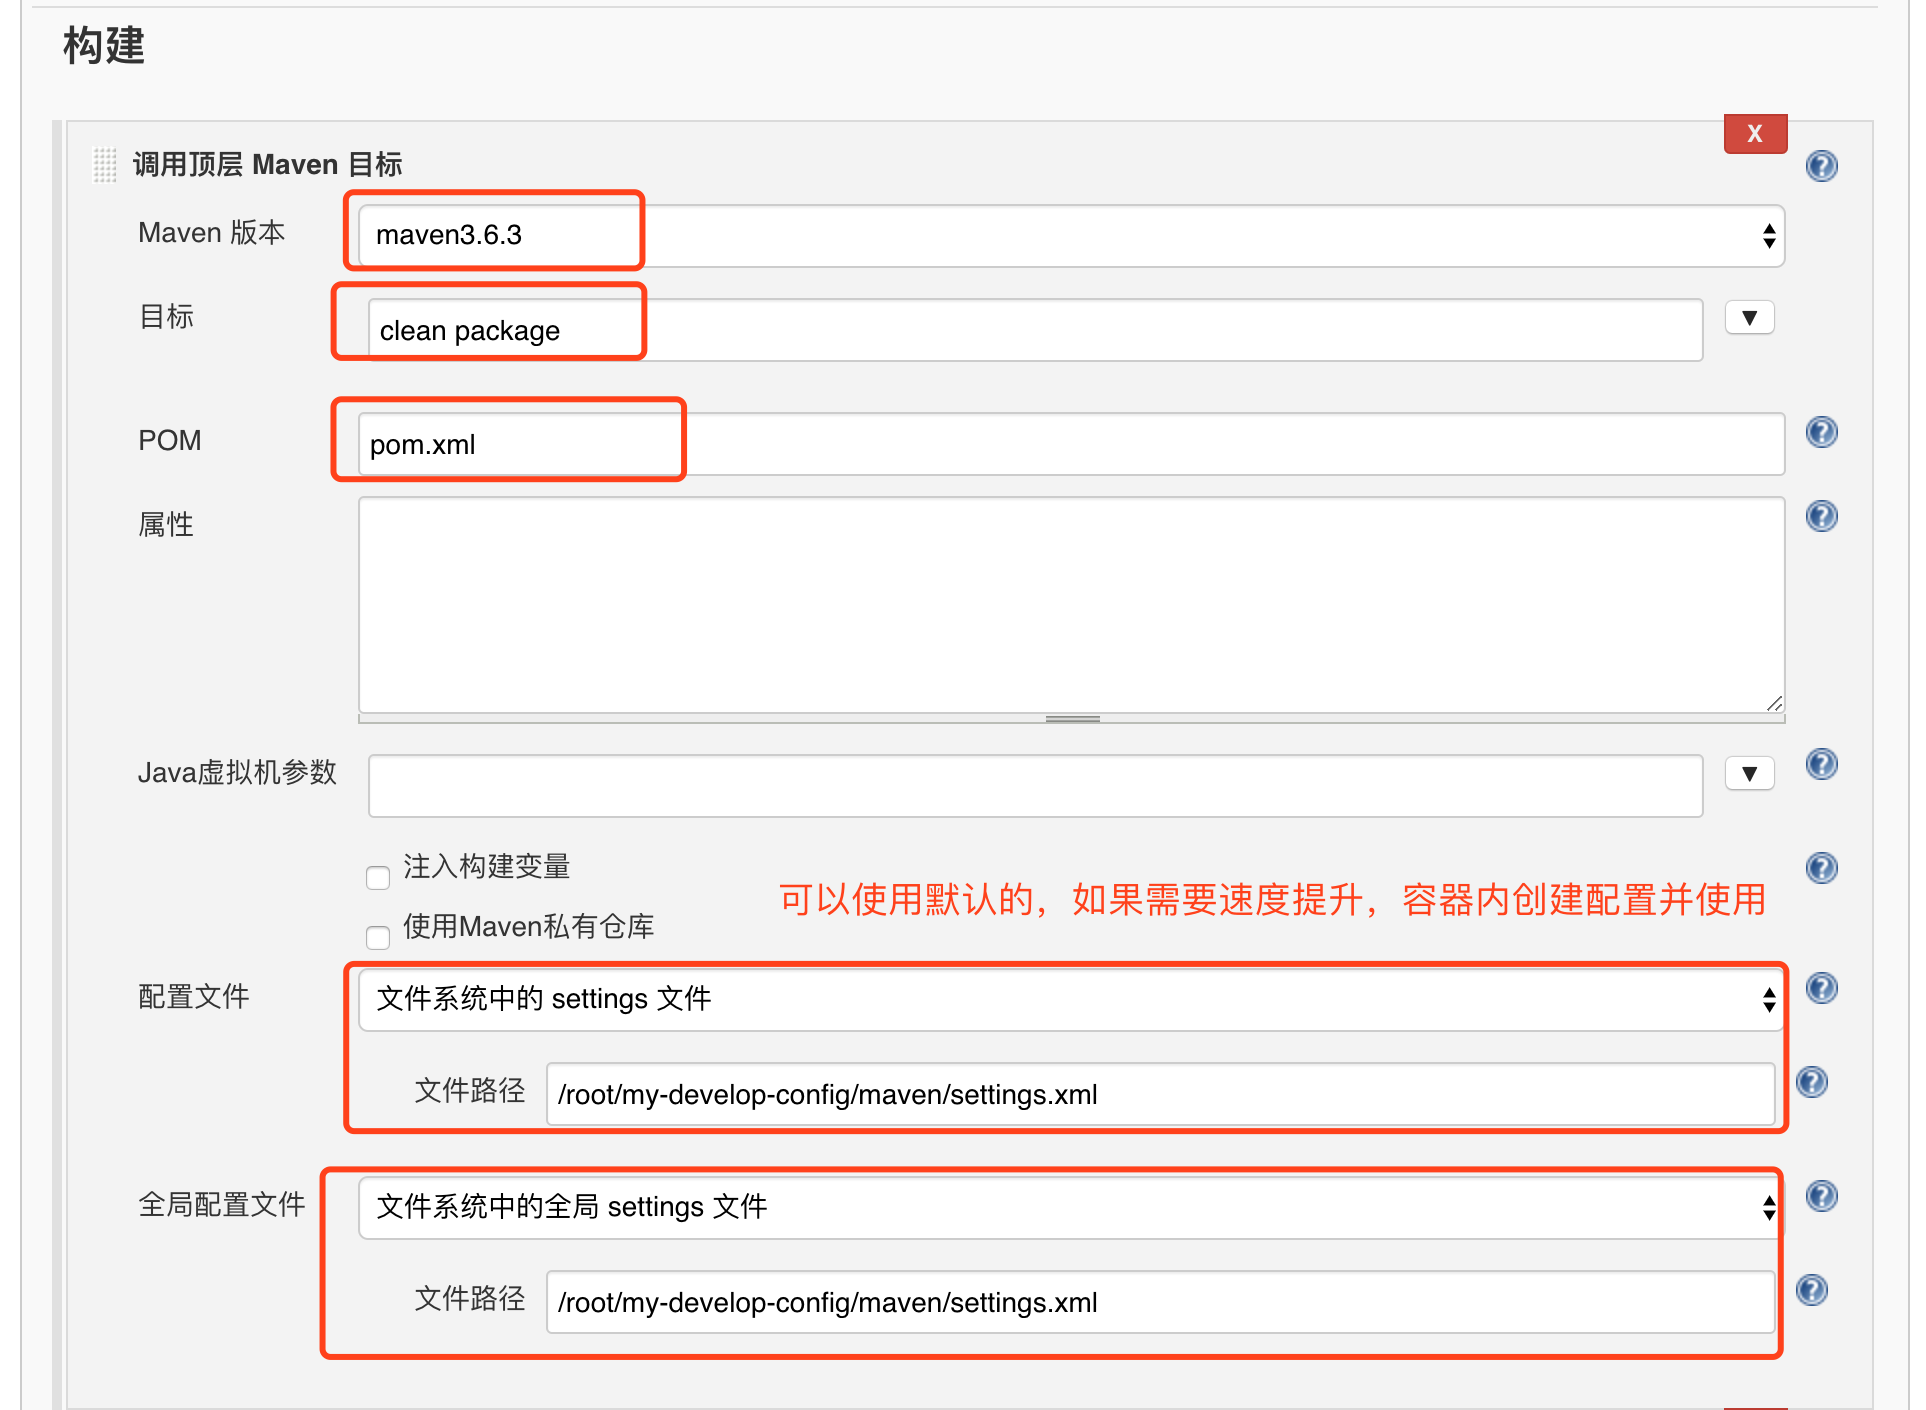 构建
X
调用顶层 Maven 目标
Maven 版本
maven3.6.3
目标
clean package
POM
pom.xml
属性
Java虚拟机参数
注入构建变量
可以使用默认的，如果需要速度提升，容器内创建配置并使用
使用Maven私有仓库
配置文件
文件系统中的 settings 文件
文件路径
/root/my-develop-config/maven/settings.xml
全局配置文件
文件系统中的全局 settings 文件
文件路径
/root/my-develop-config/maven/settings.xml